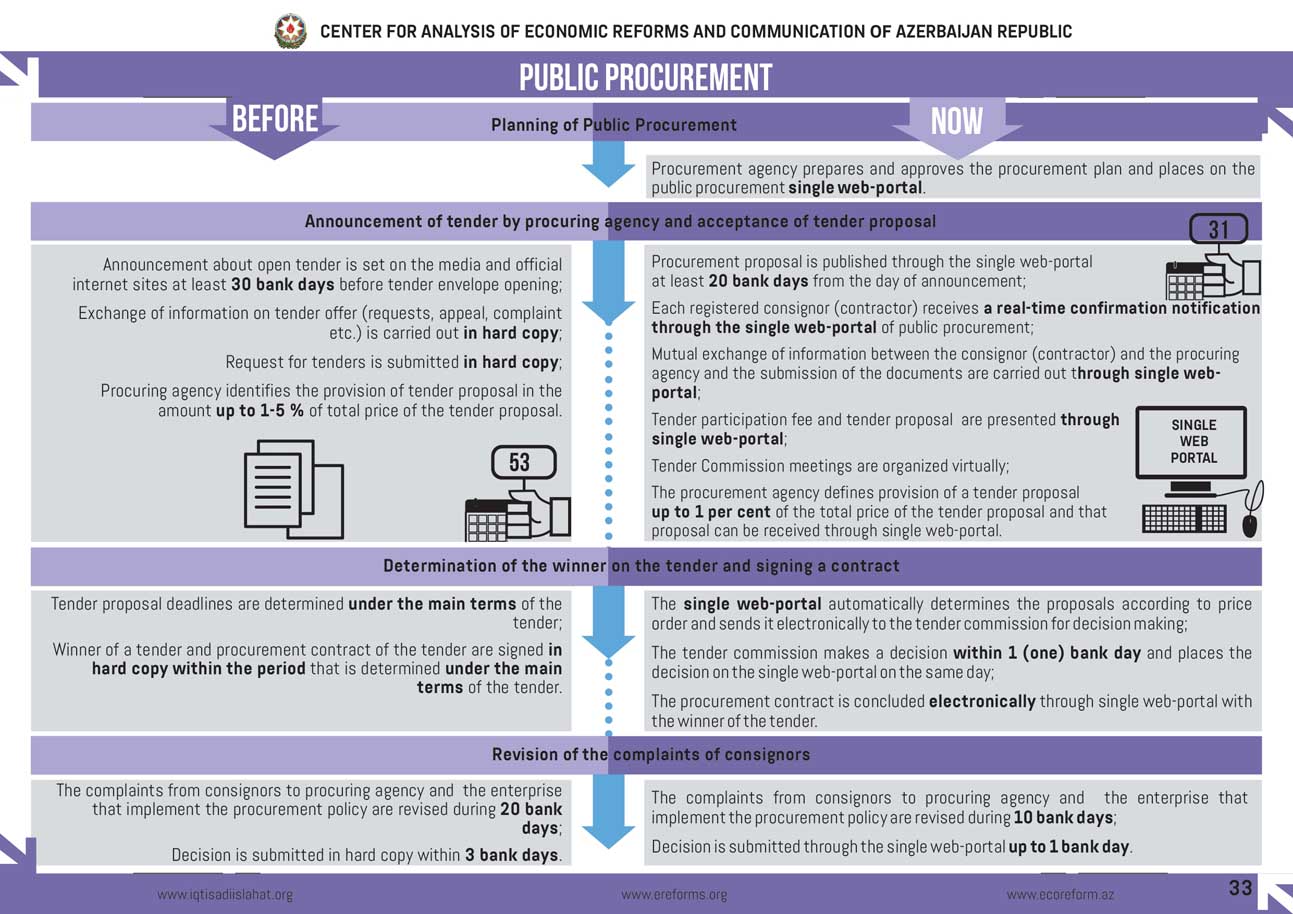 CENTER FOR ANALYSIS OF ECONOMIC REFORMS AND COMMUNICATION OF AZERBAIJAN REPUBLIC
PUBLIC PROCUREMENT
BEFORE
NOW
Planning of Public Procurement
Procurement agency prepares and approves the procurement plan and places on the
public procurement single web-portal.
Announcement of tender by procuring agency and acceptance of tender proposal
Announcement about open tender is set on the media and official
internet sites at least 30 bank days before tender envelope opening;
Exchange of information on tender offer (requests, appeal, complaint
etc.) is carried out in hard copy;
Request for tenders is submitted in hard copy;
Procuring agency identifies the provision of tender proposal in the
amount up to 1-5 % of total price of the tender proposal.
53
31
Procurement proposal is published through the single web-portal
at least 20 bank days from the day of announcement;
Each registered consignor (contractor) receives a real-time confirmation notification
through the single web-portal of public procurement;
Mutual exchange of information between the consignor (contractor) and the procuring
agency and the submission of the documents are carried out through single web-
portal;
Tender participation fee and tender proposal are presented through
single web-portal;
Tender Commission meetings are organized virtually;
The procurement agency defines provision of a tender proposal
up to 1 per cent of the total price of the tender proposal and that
proposal can be received through single web-portal.
SINGLE
WEB
PORTAL
Determination of the winner on the tender and signing a contract
Tender proposal deadlines are determined under the main terms of the
tender;
Winner of a tender and procurement contract of the tender are signed in
hard copy within the period that is determined under the main
terms of the tender.
The single web-portal automatically determines the proposals according to price
order and sends it electronically to the tender commission for decision making;
The tender commission makes a decision within 1 (one) bank day and places the
decision on the single web-portal on the same day;
The procurement contract is concluded electronically through single web-portal with
the winner of the tender.
Revision of the complaints of consignors
The complaints from consignors to procuring agency and the enterprise
that implement the procurement policy are revised during 20 bank
days;
Decision is submitted in hard copy within 3 bank days.
The complaints from consignors to procuring agency and the enterprise that
implement the procurement policy are revised during 10 bank days;
Decision is submitted through the single web-portal up to 1 bank day.
www.iqtisadiislahat.org
www.ereforms.org
www.ecoreform.az
33